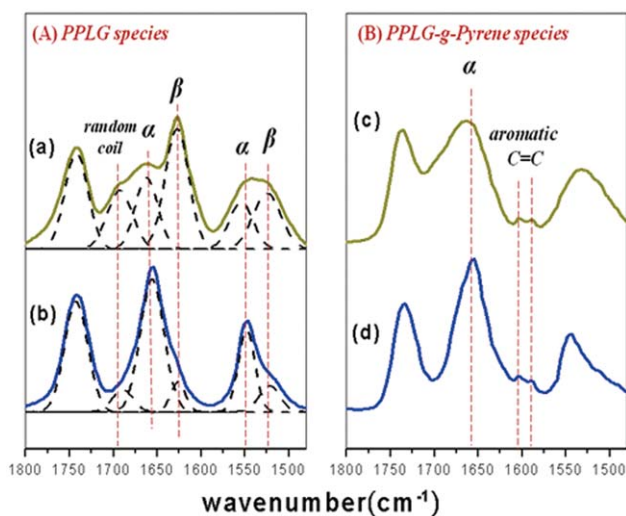 (A) PPLG species
random
coil
α
β
α
β
(a)
(b)
1800 1750 1700 1650 1600 1550 1500
(B) PPLG-g-Pyrene species
α
aromatic
C=C
(c)
(d)
1800 1750 1700 1650 1600 1550 1500
wavenumber(cm⁻¹)